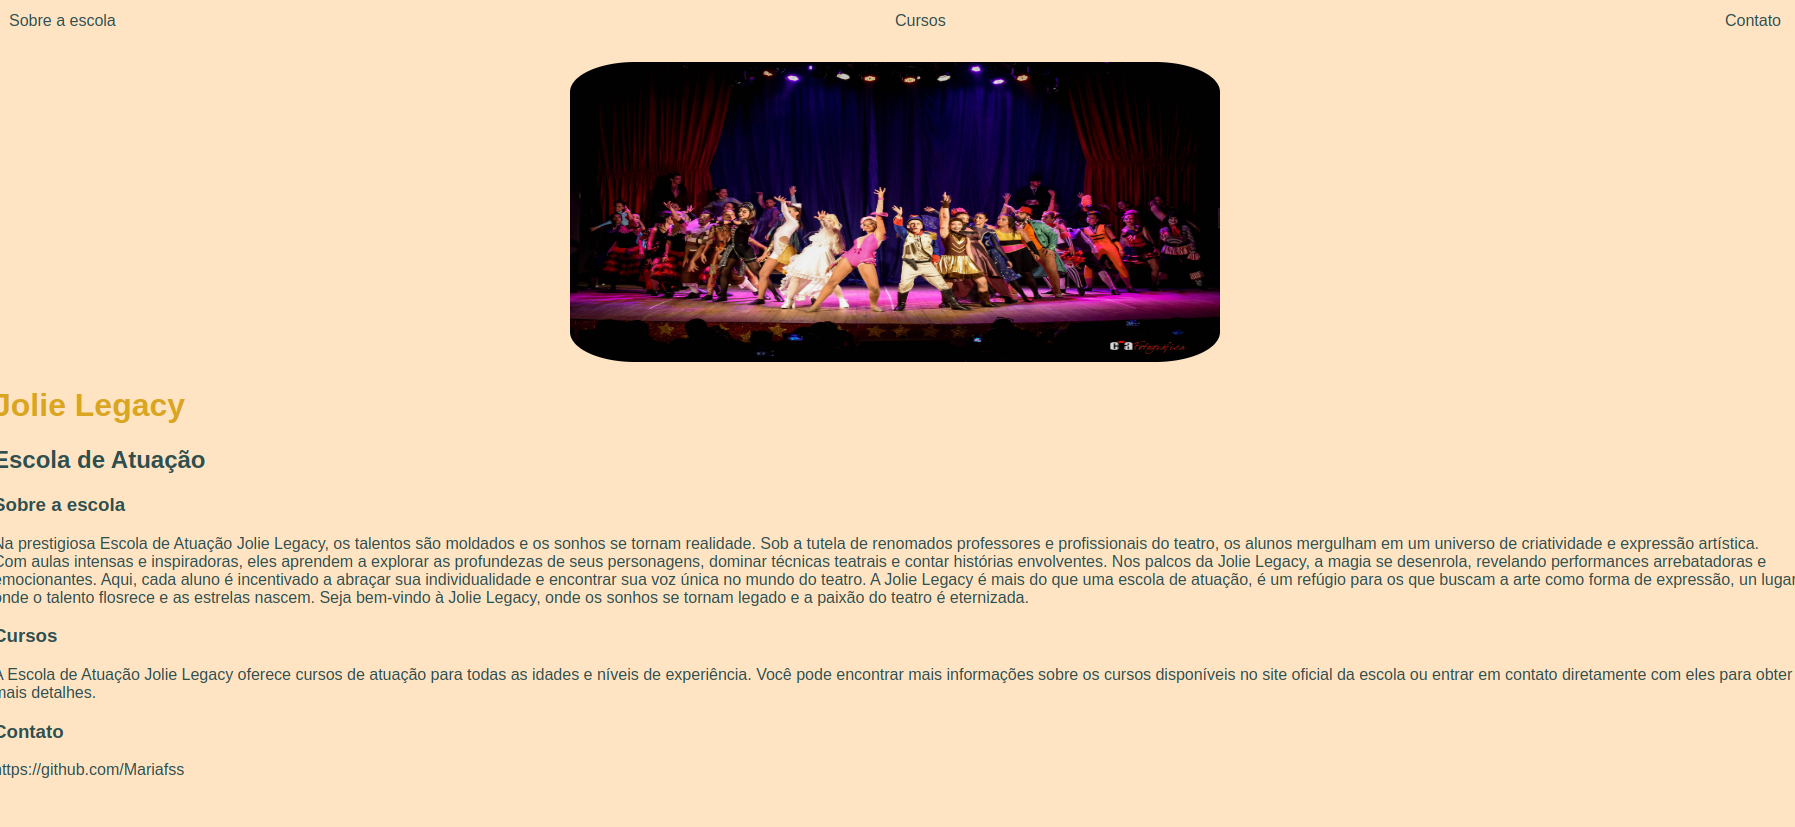 Sobre a escola
Cursos
Contato
cia Fotografica
Jolie Legacy
Escola de Atuação
Sobre a escola
Na prestigiosa Escola de Atuação Jolie Legacy, os talentos são moldados e os sonhos se tornam realidade. Sob a tutela de renomados professores e profissionais do teatro, os alunos mergulham em um universo de criatividade e expressão artística.
Com aulas intensas e inspiradoras, eles aprendem a explorar as profundezas de seus personagens, dominar técnicas teatrais e contar histórias envolventes. Nos palcos da Jolie Legacy, a magia se desenrola, revelando performances arrebatadoras e
emocionantes. Aqui, cada aluno é incentivado a abraçar sua individualidade e encontrar sua voz única no mundo do teatro. A Jolie Legacy é mais do que uma escola de atuação, é um refúgio para os que buscam a arte como forma de expressão, un lugar
onde o talento flosrece e as estrelas nascem. Seja bem-vindo à Jolie Legacy, onde os sonhos se tornam legado e a paixão do teatro é eternizada.
Cursos
A Escola de Atuação Jolie Legacy oferece cursos de atuação para todas as idades e níveis de experiência. Você pode encontrar mais informações sobre os cursos disponíveis no site oficial da escola ou entrar em contato diretamente com eles para obter
mais detalhes.
Contato
https://github.com/Mariafss